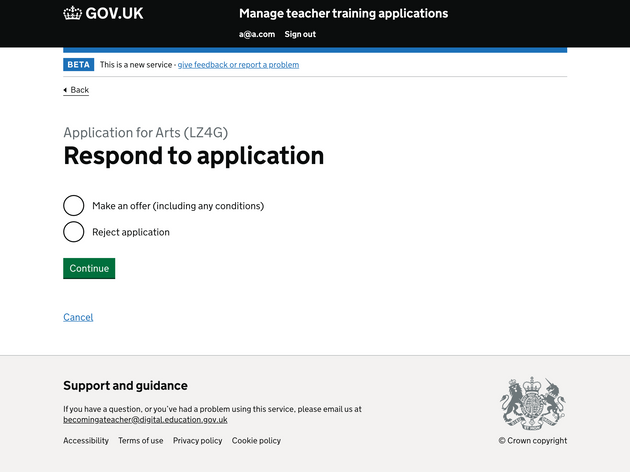 GOV.UK
Manage teacher training applications
a@a.com Sign out
BETA This is a new service - give feedback or report a problem
Back
Application for Arts (LZ4G)
Respond to application
Make an offer (including any conditions)
Reject application
Continue
Cancel
Support and guidance
If you have a question, or you've had a problem using this service, please email us at
becomingateacher@digital.education.gov.uk
Accessibility Terms of use Privacy policy Cookie policy
© Crown copyright